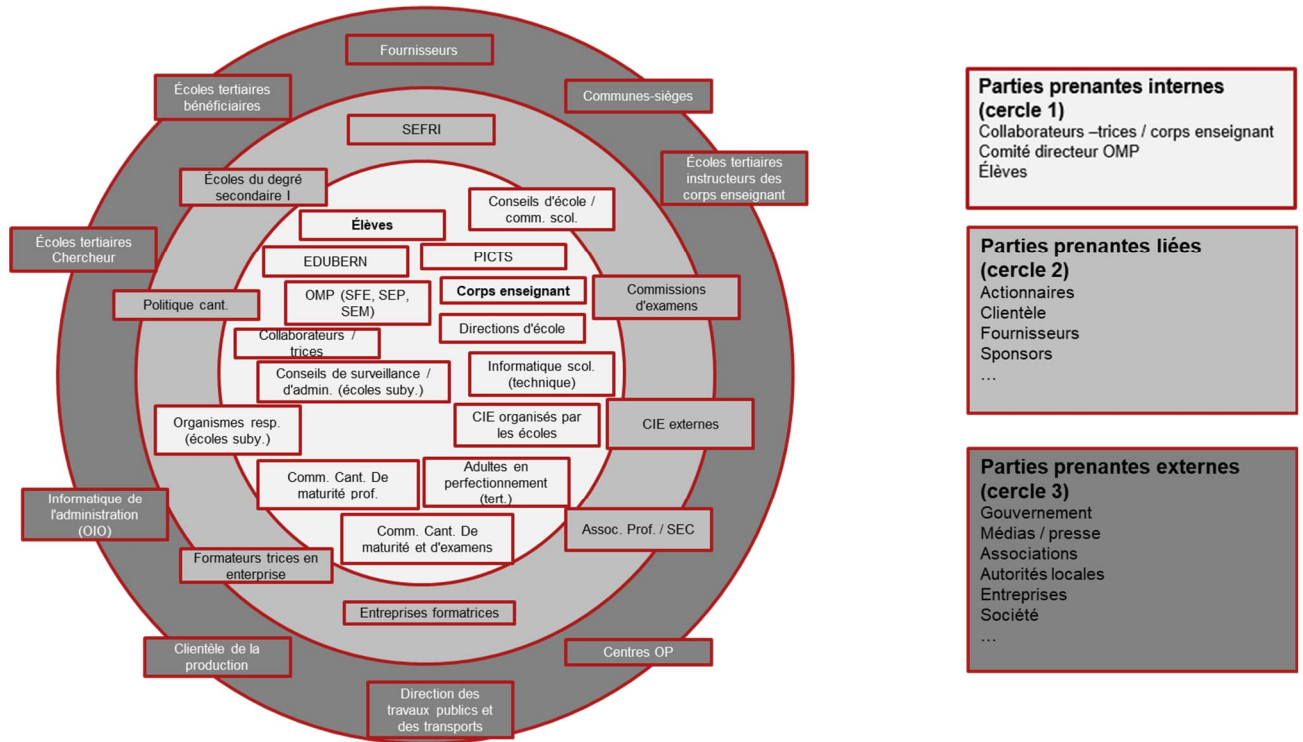 Fournisseurs
Écoles tertiaires
bénéficiaires
Communes-sièges
SEFRI
Écoles tertiaires
instructeurs des
corps enseignant
Écoles du degré
secondaire I
Conseils d'école /
comm. scol.
Élèves
Écoles tertiaires
Chercheur
EDUBERN
PICTS
Politique cant.
OMP (SFE, SEP,
SEM)
Corps enseignant
Commissions
d'examens
Collaborateurs /
trices
Directions d'école
Conseils de surveillance /
d'admin. (écoles suby.)
Informatique scol.
(technique)
Organismes resp.
(écoles suby.)
CIE organisés par
les écoles
CIE externes
Comm. Cant. De
maturité prof.
Adultes en
perfectionnement
(tert.)
Informatique de
l'administration
(OIO)
Comm. Cant. De
maturité et d'examens
Assoc. Prof. / SEC
Formateurs trices en
enterprise
Entreprises formatrices
Clientèle de la
production
Centres OP
Direction des
travaux publics et
des transports
Parties prenantes internes
(cercle 1)
Collaborateurs –trices / corps enseignant
Comité directeur OMP
Élèves
Parties prenantes liées
(cercle 2)
Actionnaires
Clientèle
Fournisseurs
Sponsors
…
Parties prenantes externes
(cercle 3)
Gouvernement
Médias / presse
Associations
Autorités locales
Entreprises
Société
…